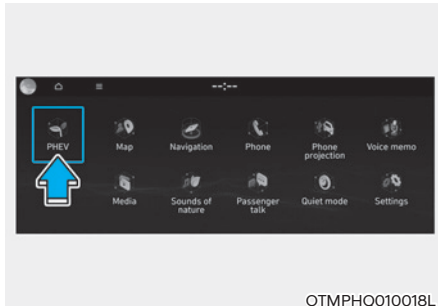 --:--
PHEV
Map
Navigation
Phone
Phone
projection
Voice memo
Media
Sounds of
nature
Passenger
talk
Quiet mode
Settings
OTMPHQ010018L